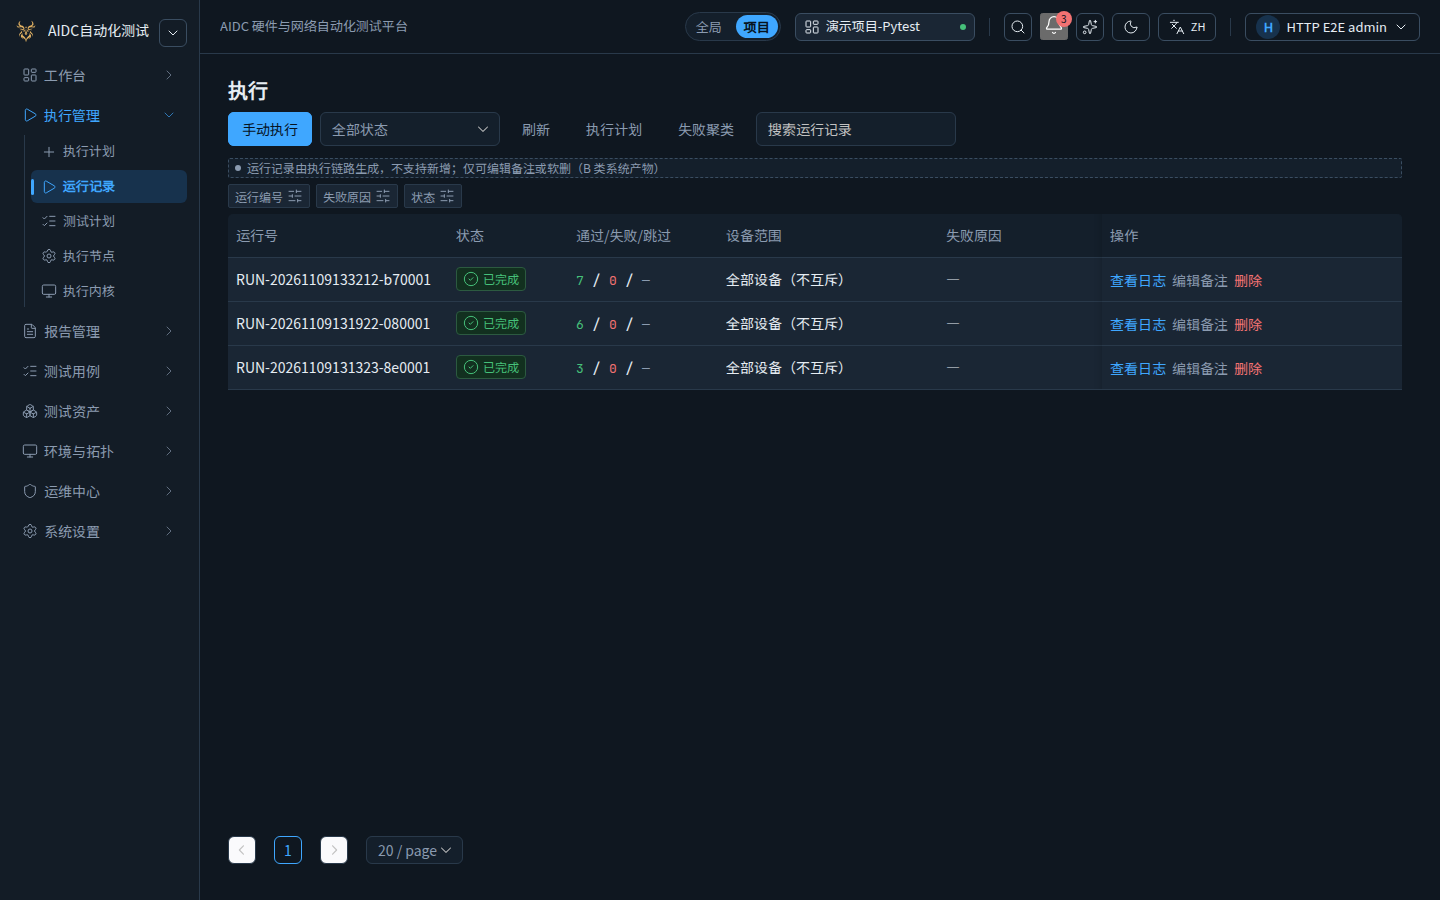 AIDC自动化测试
工作台
执行管理
执行计划
运行记录
测试计划
执行节点
执行内核
报告管理
测试用例
测试资产
环境与拓扑
运维中心
系统设置
AIDC 硬件与网络自动化测试平台
全局 项目
演示项目-Pytest
3
ZH
H HTTP E2E admin
执行
手动执行 全部状态 刷新 执行计划 失败聚类 搜索运行记录
运行记录由执行链路生成，不支持新增；仅可编辑备注或软删（B 类系统产物）
运行编号 失败原因 状态
运行号 状态 通过/失败/跳过 设备范围 失败原因 操作
RUN-20261109133212-b70001 已完成 7 / 0 / — 全部设备（不互斥） — 查看日志 编辑备注 删除
RUN-20261109131922-080001 已完成 6 / 0 / — 全部设备（不互斥） — 查看日志 编辑备注 删除
RUN-20261109131323-8e0001 已完成 3 / 0 / — 全部设备（不互斥） — 查看日志 编辑备注 删除
1 20 / page